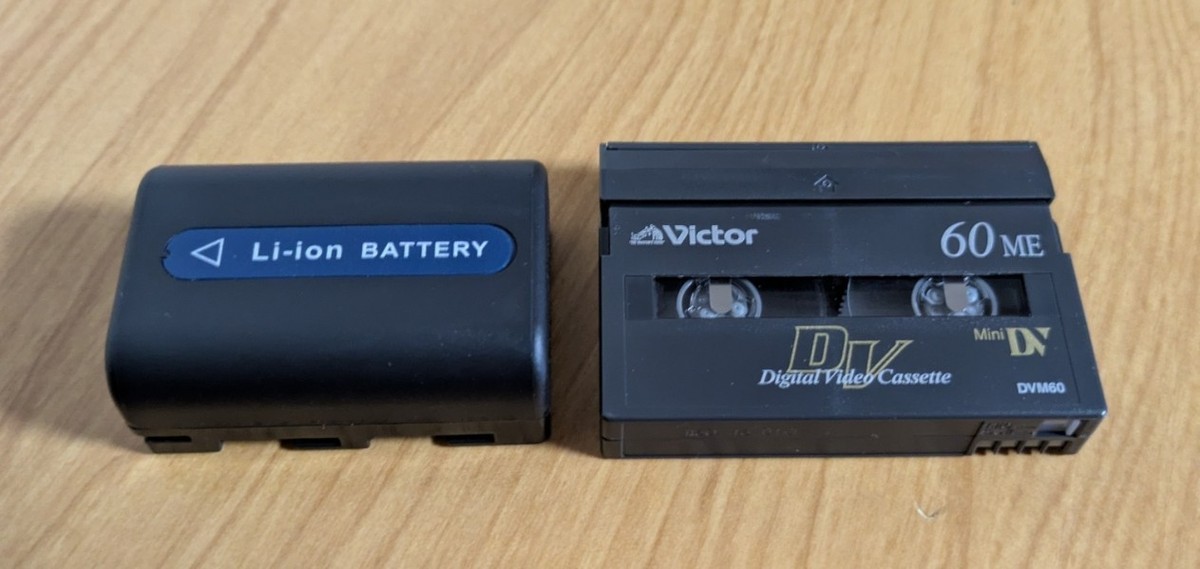 Li-ion BATTERY
Victor
60 ME
Mini DV
DV
Digital Video Cassette
DVM60